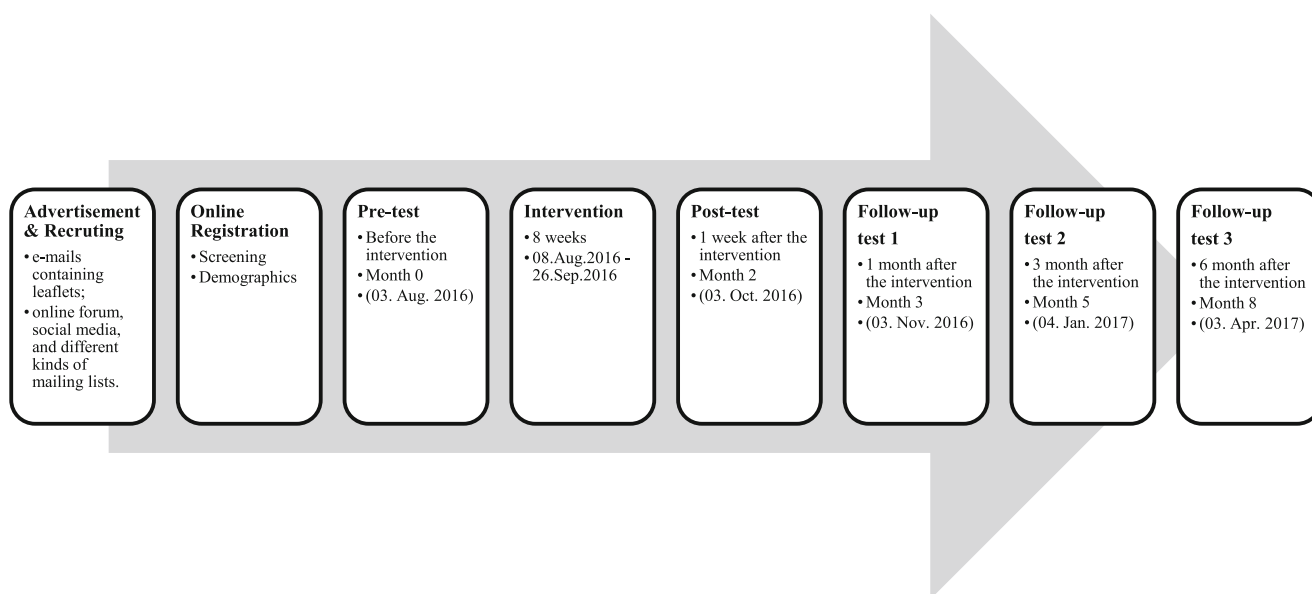 Advertisement
& Recruting
• e-mails
containing
leaflets;
• online forum,
social media,
and different
kinds of
mailing lists.
Online
Registration
• Screening
• Demographics
Pre-test
• Before the
intervention
• Month 0
• (03. Aug. 2016)
Intervention
• 8 weeks
• 08.Aug.2016 -
26.Sep.2016
Post-test
• 1 week after the
intervention
• Month 2
• (03. Oct. 2016)
Follow-up
test 1
• 1 month after
the intervention
• Month 3
• (03. Nov. 2016)
Follow-up
test 2
• 3 month after
the intervention
• Month 5
• (04. Jan. 2017)
Follow-up
test 3
• 6 month after
the intervention
• Month 8
• (03. Apr. 2017)